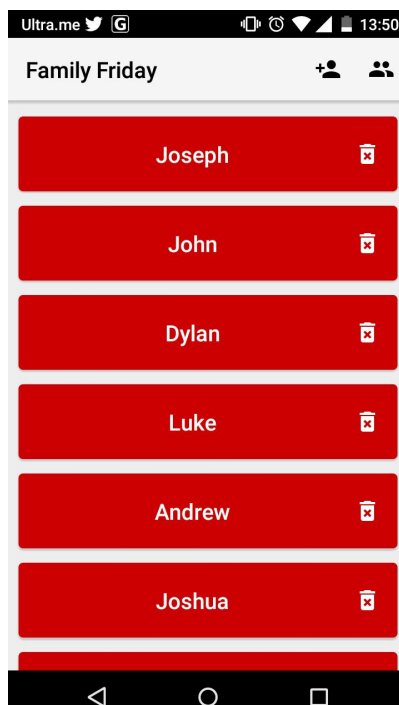 Ultra.me G 13:50
Family Friday
Joseph
John
Dylan
Luke
Andrew
Joshua